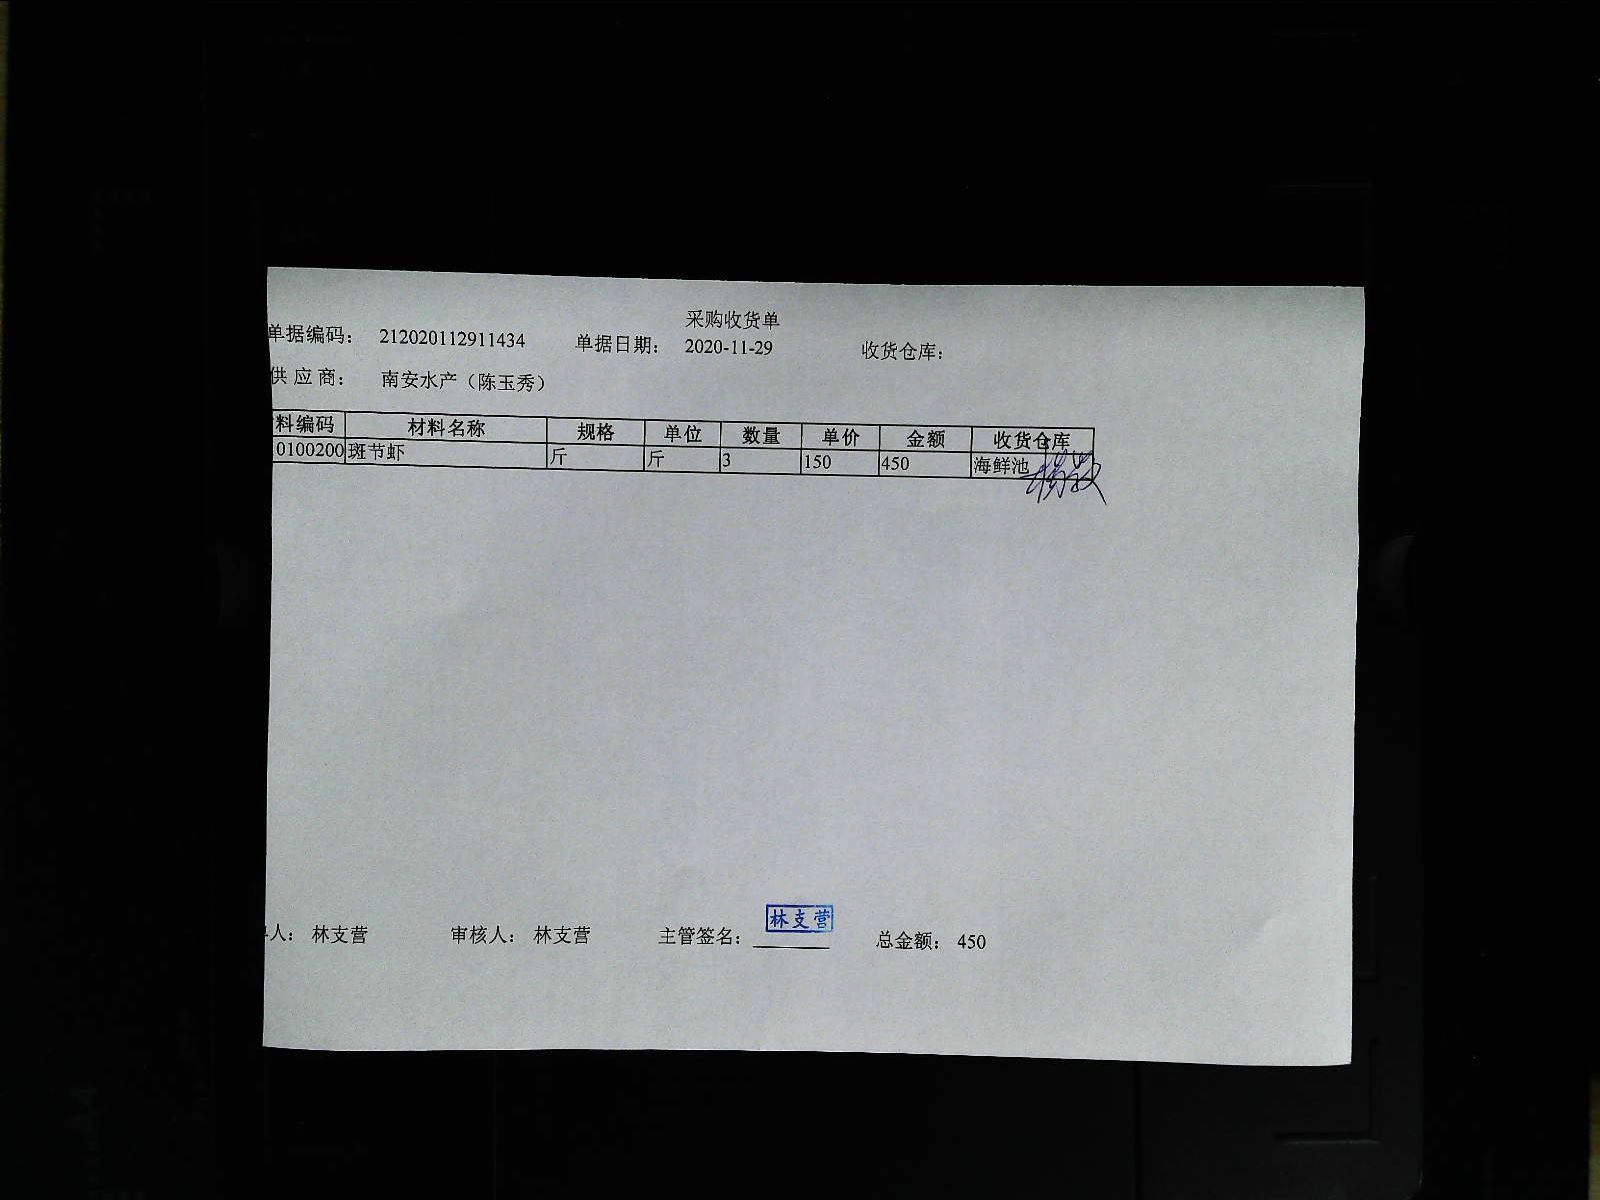 采购收货单
单据编码： 212020112911434 单据日期： 2020-11-29 收货仓库：
供 应 商： 南安水产（陈玉秀）
料编码 材料名称 规格 单位 数量 单价 金额 收货仓库
0100200 斑节虾 斤 斤 3 150 450 海鲜池
林支营
人： 林支营 审核人： 林支营 主管签名： 总金额： 450